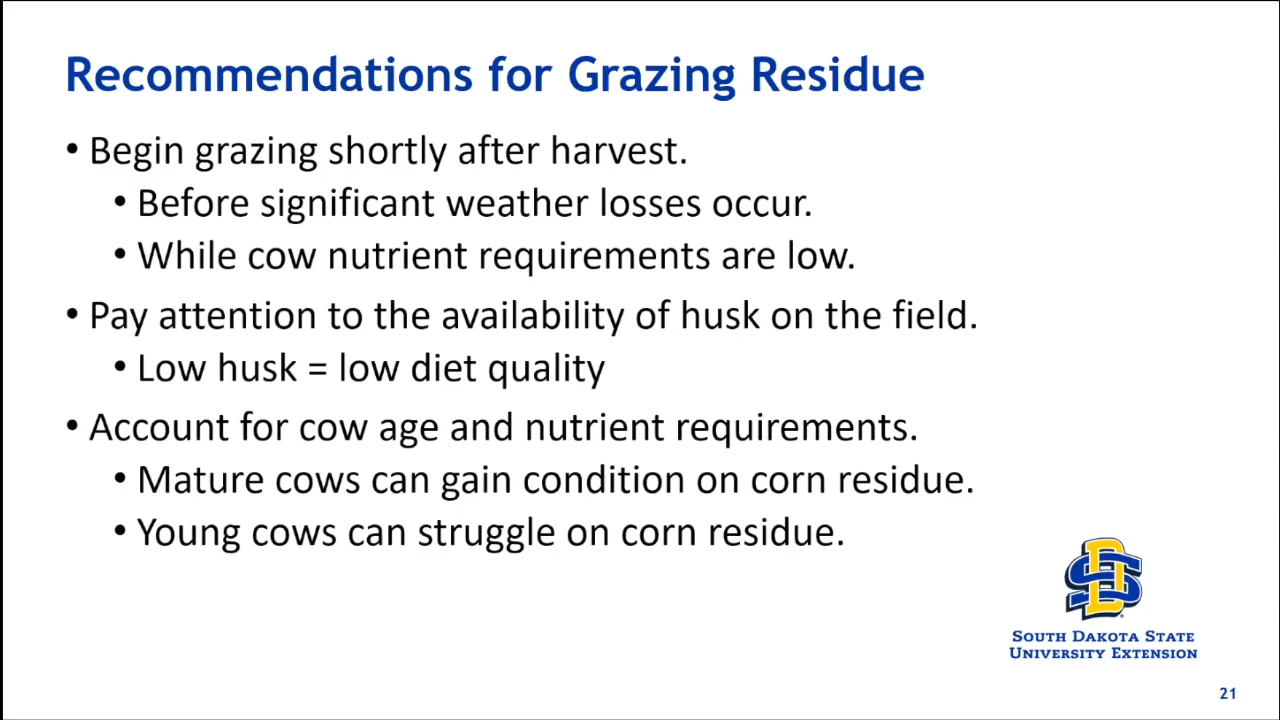 Recommendations for Grazing Residue
• Begin grazing shortly after harvest.
• Before significant weather losses occur.
• While cow nutrient requirements are low.
• Pay attention to the availability of husk on the field.
• Low husk = low diet quality
• Account for cow age and nutrient requirements.
• Mature cows can gain condition on corn residue.
• Young cows can struggle on corn residue.
SD
South Dakota State
University Extension
21